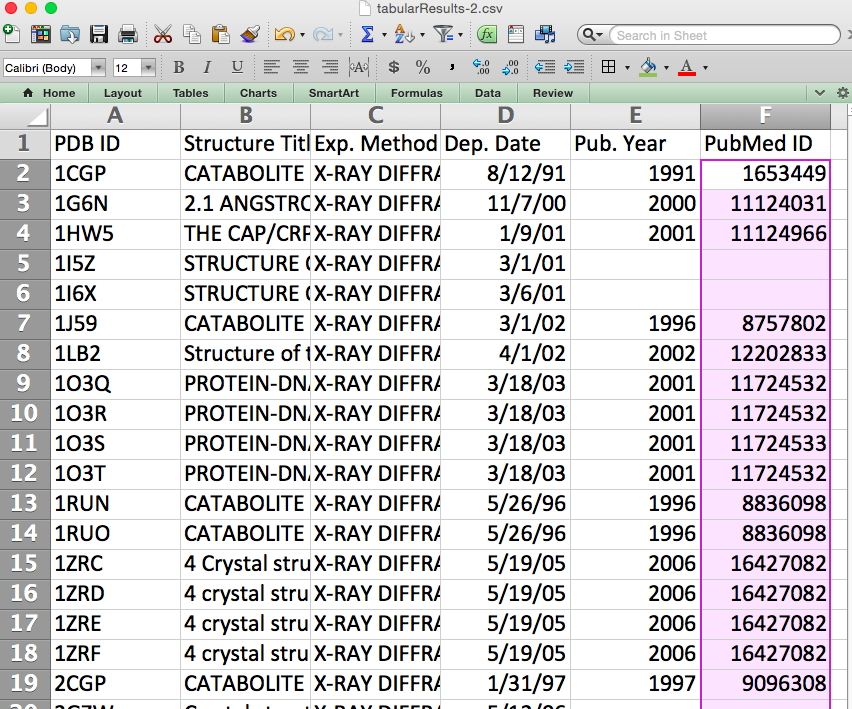 tabularResults-2.csv
Search in Sheet
Calibri (Body) 12 B I U A $ % , .0 .00 .00 .0 A
Home Layout Tables Charts SmartArt Formulas Data Review
A B C D E F
1 PDB ID Structure Titl Exp. Method Dep. Date Pub. Year PubMed ID
2 1CGP CATABOLITE X-RAY DIFFRA 8/12/91 1991 1653449
3 1G6N 2.1 ANGSTRO X-RAY DIFFRA 11/7/00 2000 11124031
4 1HW5 THE CAP/CRP X-RAY DIFFRA 1/9/01 2001 11124966
5 1I5Z STRUCTURE O X-RAY DIFFRA 3/1/01
6 1I6X STRUCTURE O X-RAY DIFFRA 3/6/01
7 1J59 CATABOLITE X-RAY DIFFRA 3/1/02 1996 8757802
8 1LB2 Structure of t X-RAY DIFFRA 4/1/02 2002 12202833
9 1O3Q PROTEIN-DNA X-RAY DIFFRA 3/18/03 2001 11724532
10 1O3R PROTEIN-DNA X-RAY DIFFRA 3/18/03 2001 11724532
11 1O3S PROTEIN-DNA X-RAY DIFFRA 3/18/03 2001 11724533
12 1O3T PROTEIN-DNA X-RAY DIFFRA 3/18/03 2001 11724532
13 1RUN CATABOLITE X-RAY DIFFRA 5/26/96 1996 8836098
14 1RUO CATABOLITE X-RAY DIFFRA 5/26/96 1996 8836098
15 1ZRC 4 Crystal stru X-RAY DIFFRA 5/19/05 2006 16427082
16 1ZRD 4 crystal stru X-RAY DIFFRA 5/19/05 2006 16427082
17 1ZRE 4 crystal stru X-RAY DIFFRA 5/19/05 2006 16427082
18 1ZRF 4 crystal stru X-RAY DIFFRA 5/19/05 2006 16427082
19 2CGP CATABOLITE X-RAY DIFFRA 1/31/97 1997 9096308